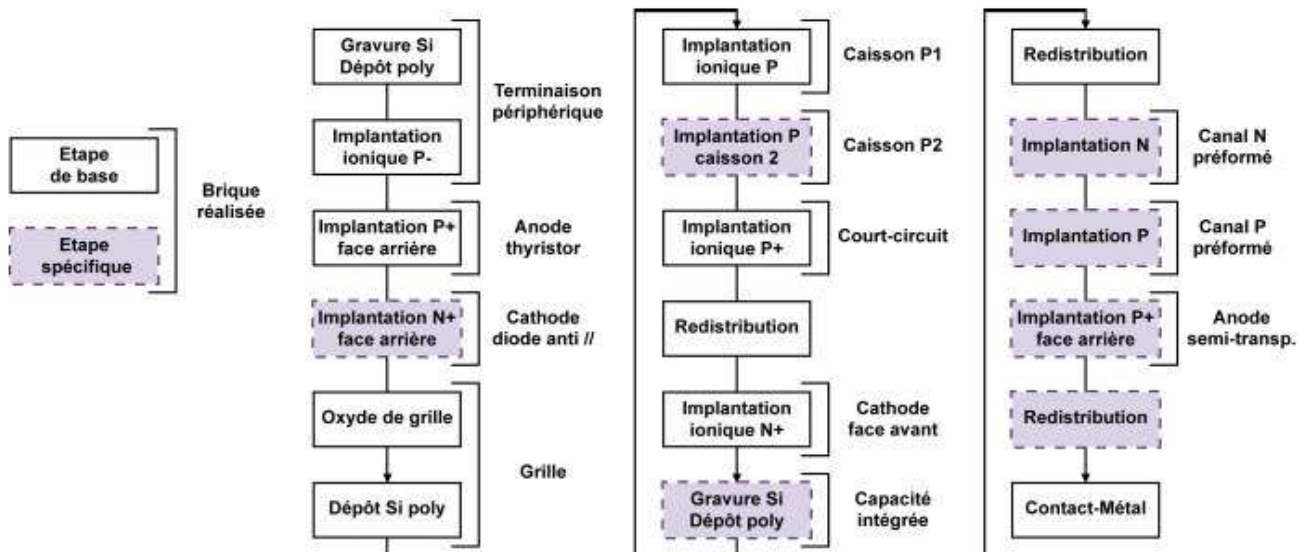 Etape
de base
Etape
spécifique
Brique
réalisée
Gravure Si
Dépôt poly
Implantation
ionique P-
Terminaison
périphérique
Implantation P+
face arrière
Anode
thyristor
Implantation N+
face arrière
Cathode
diode anti //
Oxyde de grille
Dépôt Si poly
Grille
Implantation
ionique P
Caisson P1
Implantation P
caisson 2
Caisson P2
Implantation
ionique P+
Court-circuit
Redistribution
Implantation
ionique N+
Cathode
face avant
Gravure Si
Dépôt poly
Capacité
intégrée
Redistribution
Implantation N
Canal N
préformé
Implantation P
Canal P
préformé
Implantation P+
face arrière
Anode
semi-transp.
Redistribution
Contact-Métal